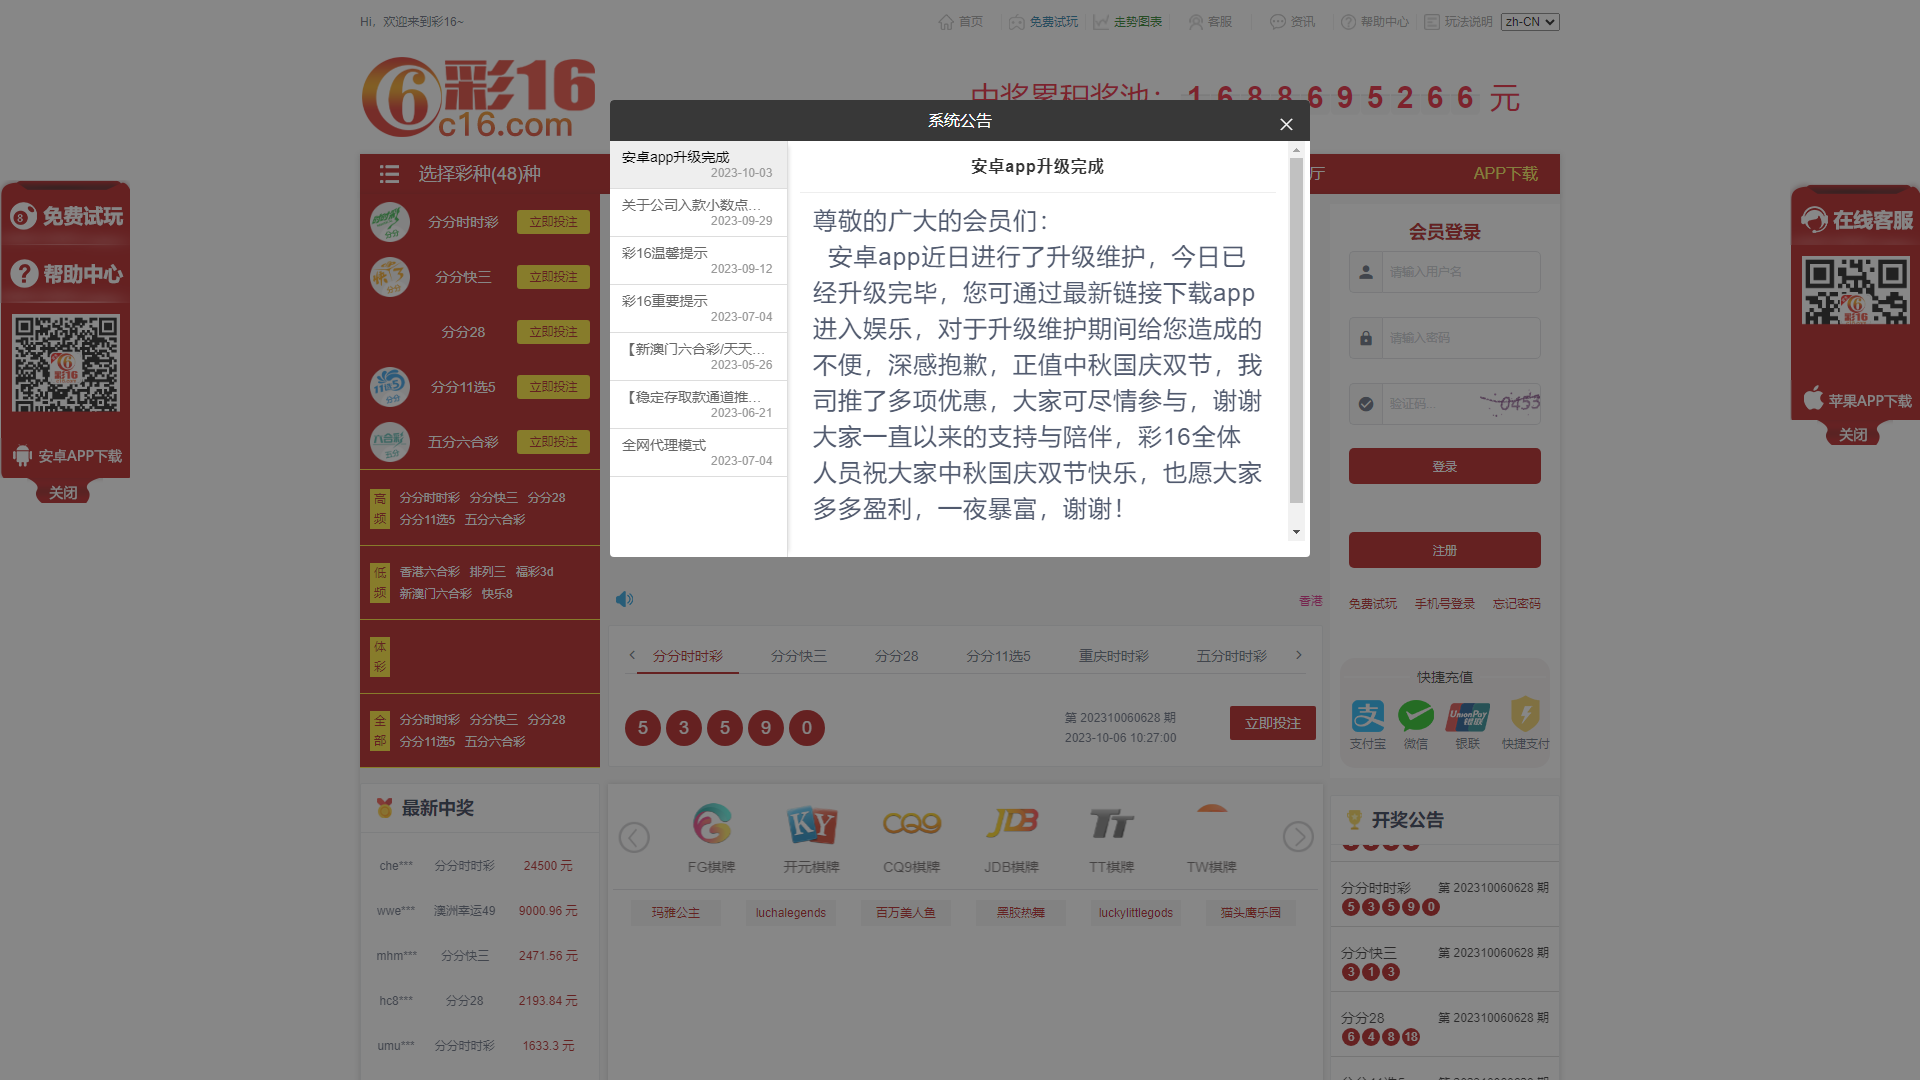 Hi，欢迎来到彩16~
首页
免费试玩
走势图表
客服
资讯
帮助中心
玩法说明
zh-CN
彩16
c16.com
中奖累积奖池：
1 6 8 8 6 9 5 2 6 6 元
选择彩种(48)种
厅
APP下载
系统公告
安卓app升级完成
2023-10-03
关于公司入款小数点...
2023-09-29
彩16温馨提示
2023-09-12
彩16重要提示
2023-07-04
【新澳门六合彩/天天...
2023-05-26
【稳定存取款通道推...
2023-06-21
全网代理模式
2023-07-04
安卓app升级完成
尊敬的广大的会员们：
安卓app近日进行了升级维护，今日已
经升级完毕，您可通过最新链接下载app
进入娱乐，对于升级维护期间给您造成的
不便，深感抱歉，正值中秋国庆双节，我
司推了多项优惠，大家可尽情参与，谢谢
大家一直以来的支持与陪伴，彩16全体
人员祝大家中秋国庆双节快乐，也愿大家
多多盈利，一夜暴富，谢谢！
免费试玩
帮助中心
安卓APP下载
关闭
在线客服
苹果APP下载
关闭
分分时时彩 立即投注
分分快三 立即投注
分分28 立即投注
分分11选5 立即投注
五分六合彩 立即投注
高频
分分时时彩 分分快三 分分28
分分11选5 五分六合彩
低频
香港六合彩 排列三 福彩3d
新澳门六合彩 快乐8
体彩
全部
分分时时彩 分分快三 分分28
分分11选5 五分六合彩
会员登录
请输入用户名
请输入密码
验证码...
0453
登录
注册
免费试玩 手机号登录 忘记密码
快捷充值
支付宝 微信 银联 快捷支付
香港
分分时时彩 分分快三 分分28 分分11选5 重庆时时彩 五分时时彩
5 3 5 9 0
第 202310060628 期
2023-10-06 10:27:00
立即投注
最新中奖
che*** 分分时时彩 24500 元
wwe*** 澳洲幸运49 9000.96 元
mhm*** 分分快三 2471.56 元
hc8*** 分分28 2193.84 元
umu*** 分分时时彩 1633.3 元
FG棋牌 开元棋牌 CQ9棋牌 JDB棋牌 TT棋牌 TW棋牌
玛雅公主 luchalegends 百万美人鱼 黑胶热舞 luckylittlegods 猫头鹰乐园
开奖公告
分分时时彩 第 202310060628 期
5 3 5 9 0
分分快三 第 202310060628 期
3 1 3
分分28 第 202310060628 期
6 4 8 18